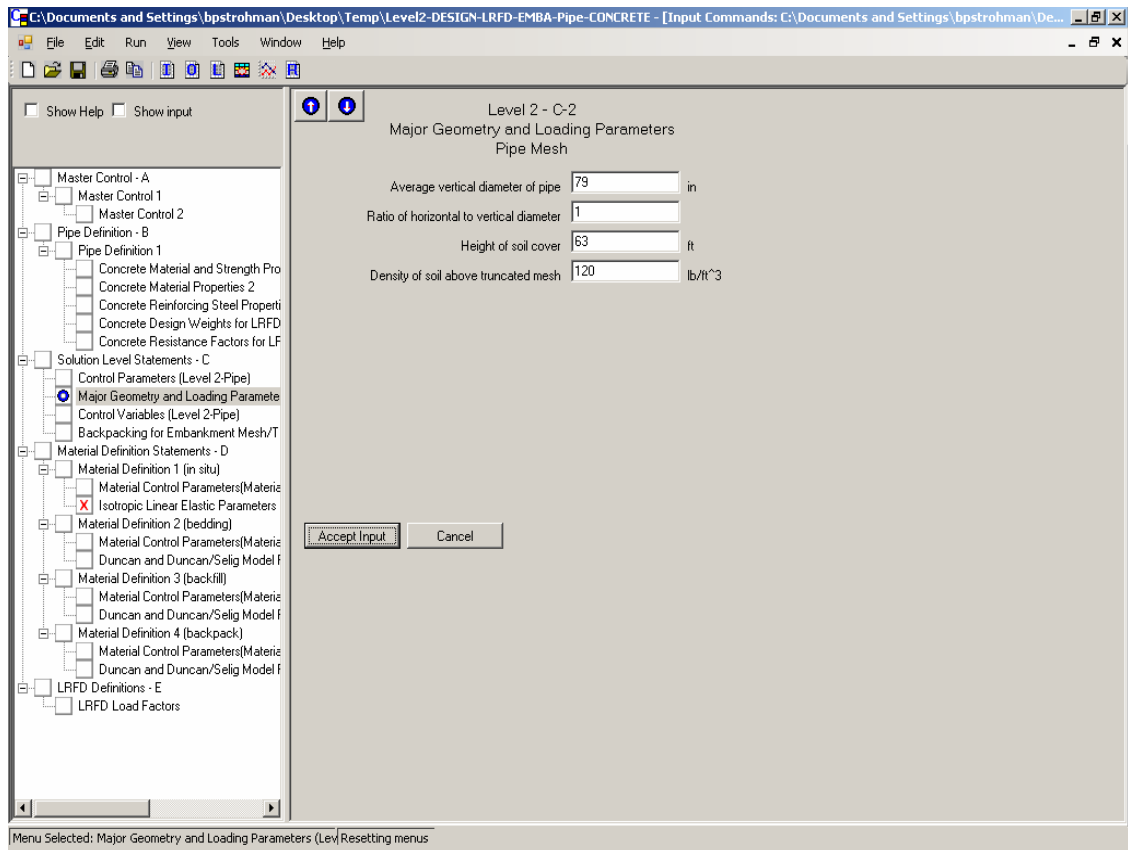 C:\Documents and Settings\bpstrohman\Desktop\Temp\Level2-DESIGN-LRFD-EMBA-Pipe-CONCRETE - [Input Commands: C:\Documents and Settings\bpstrohman\De...
File Edit Run View Tools Window Help
Show Help Show input
Master Control - A
Master Control 1
Master Control 2
Pipe Definition - B
Pipe Definition 1
Concrete Material and Strength Pro
Concrete Material Properties 2
Concrete Reinforcing Steel Properti
Concrete Design Weights for LRFD
Concrete Resistance Factors for LF
Solution Level Statements - C
Control Parameters (Level 2-Pipe)
Major Geometry and Loading Paramete
Control Variables (Level 2-Pipe)
Backpacking for Embankment Mesh/T
Material Definition Statements - D
Material Definition 1 (in situ)
Material Control Parameters(Materia
X Isotropic Linear Elastic Parameters
Material Definition 2 (bedding)
Material Control Parameters(Materia
Duncan and Duncan/Selig Model F
Material Definition 3 (backfill)
Material Control Parameters(Materia
Duncan and Duncan/Selig Model F
Material Definition 4 (backpack)
Material Control Parameters(Materia
Duncan and Duncan/Selig Model F
LRFD Definitions - E
LRFD Load Factors
Level 2 - C-2
Major Geometry and Loading Parameters
Pipe Mesh
Average vertical diameter of pipe 79 in
Ratio of horizontal to vertical diameter 1
Height of soil cover 63 ft
Density of soil above truncated mesh 120 lb/ft^3
Accept Input Cancel
Menu Selected: Major Geometry and Loading Parameters (Lev Resetting menus